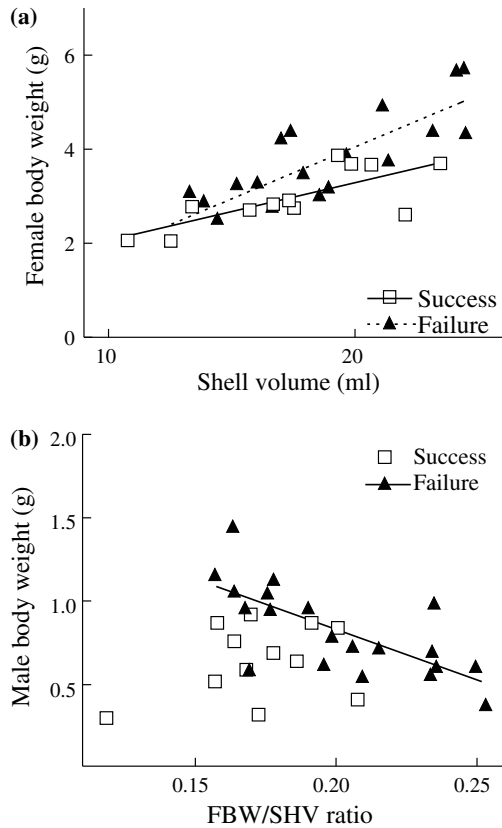 (a)
6
4
2
0
Female body weight (g)
Success
Failure
10
20
Shell volume (ml)
(b)
2.0
1.5
1.0
0.5
Male body weight (g)
Success
Failure
0.15
0.20
0.25
FBW/SHV ratio